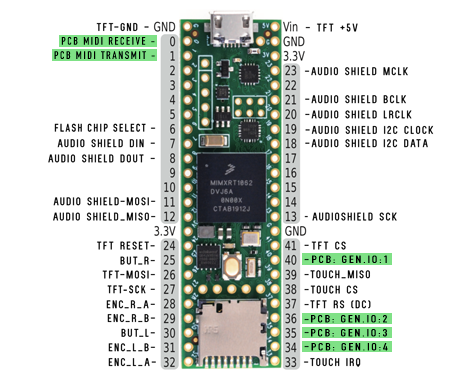 TFT-GND - GND
PCB MIDI RECEIVE - 0
PCB MIDI TRANSMIT - 1
2
3
4
5
FLASH CHIP SELECT - 6
AUDIO SHIELD DIN - 7
AUDIO SHIELD DOUT - 8
9
10
AUDIO SHIELD-MOSI- 11
AUDIO SHIELD_MISO- 12
3.3V
TFT RESET- 24
BUT_R- 25
TFT-MOSI- 26
TFT-SCK - 27
ENC_R_A- 28
ENC_R_B- 29
BUT_L- 30
ENC_L_B- 31
ENC_L_A- 32
MIMXRT1062
DVJ6A
0N00X
CTAB1912J
Vin - TFT +5V
GND
3.3V
23 -AUDIO SHIELD MCLK
22
21 -AUDIO SHIELD BCLK
20 -AUDIO SHIELD LRCLK
19 -AUDIO SHIELD I2C CLOCK
18 -AUDIO SHIELD I2C DATA
17
16
15
14
13 -AUDIOSHIELD SCK
GND
41 -TFT CS
40 -PCB: GEN.IO:1
39 -TOUCH_MISO
38 -TOUCH CS
37 -TFT RS (DC)
36 -PCB: GEN.IO:2
35 -PCB: GEN.IO:3
34 -PCB: GEN.IO:4
33 -TOUCH IRQ